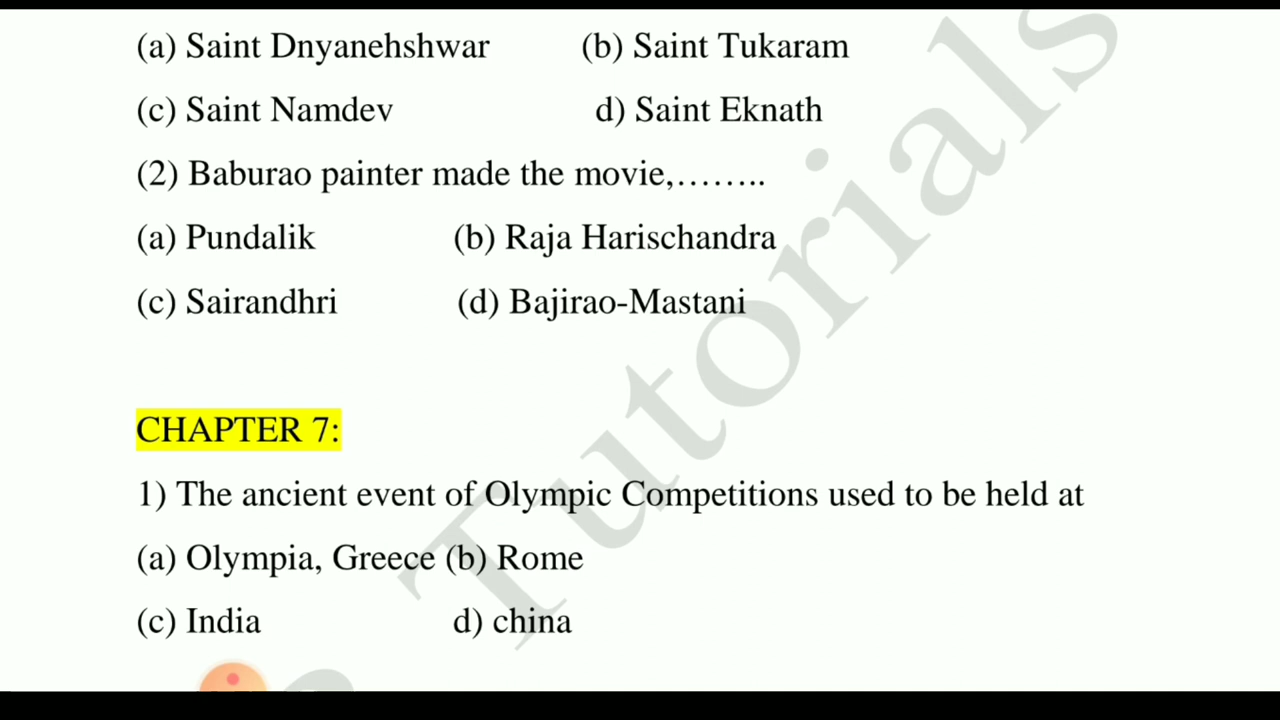 (a) Saint Dnyanehshwar (b) Saint Tukaram
(c) Saint Namdev d) Saint Eknath
(2) Baburao painter made the movie,……..
(a) Pundalik (b) Raja Harischandra
(c) Sairandhri (d) Bajirao-Mastani
CHAPTER 7:
1) The ancient event of Olympic Competitions used to be held at
(a) Olympia, Greece (b) Rome
(c) India d) china
Tutorials